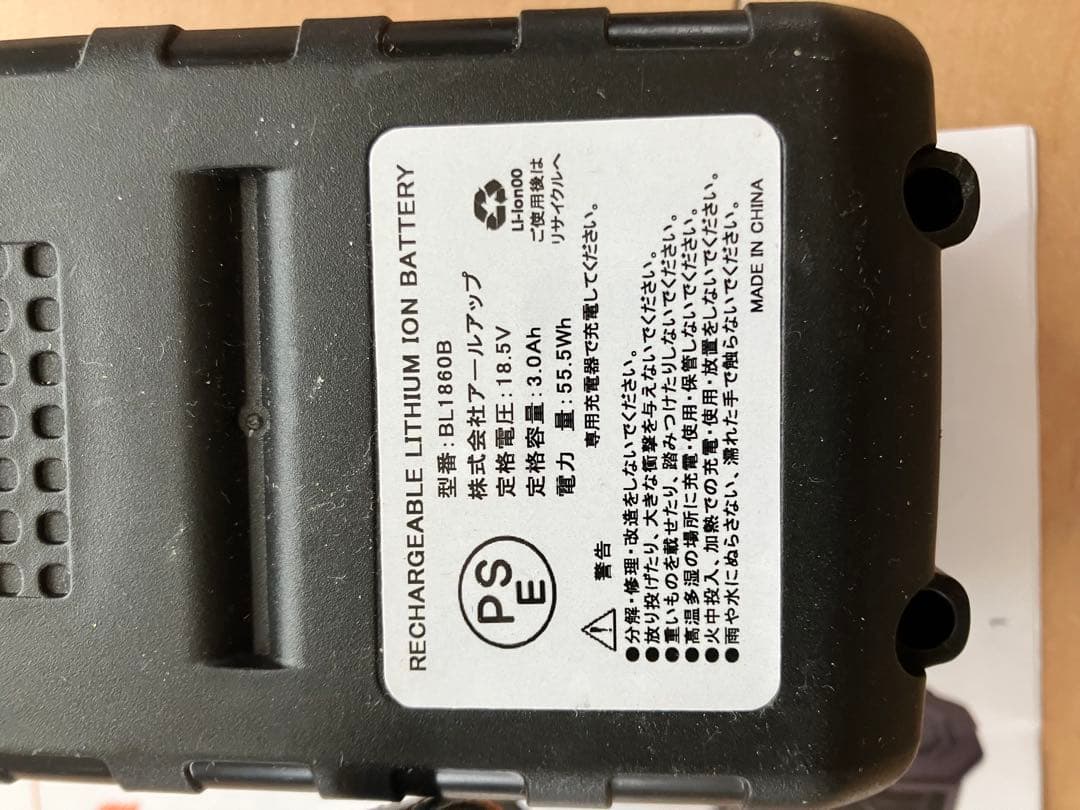 RECHARGEABLE LITHIUM ION BATTERY
PS
E
型番:BL1860B
株式会社アールアップ
定格電圧:18.5V
定格容量:3.0Ah
電力 量:55.5Wh
Li-Ion00
ご使用後は
リサイクルへ
専用充電器で充電してください。
警告
●分解・修理・改造をしないでください。
●放り投げたり、大きな衝撃を与えないでください。
●重いものを載せたり、踏みつけたりしないでください。
●高温多湿の場所に充電・使用・保管しないでください。
●火中投入、加熱での充電・使用・放置をしないでください。
●雨や水にぬらさない、濡れた手で触らないでください。
MADE IN CHINA